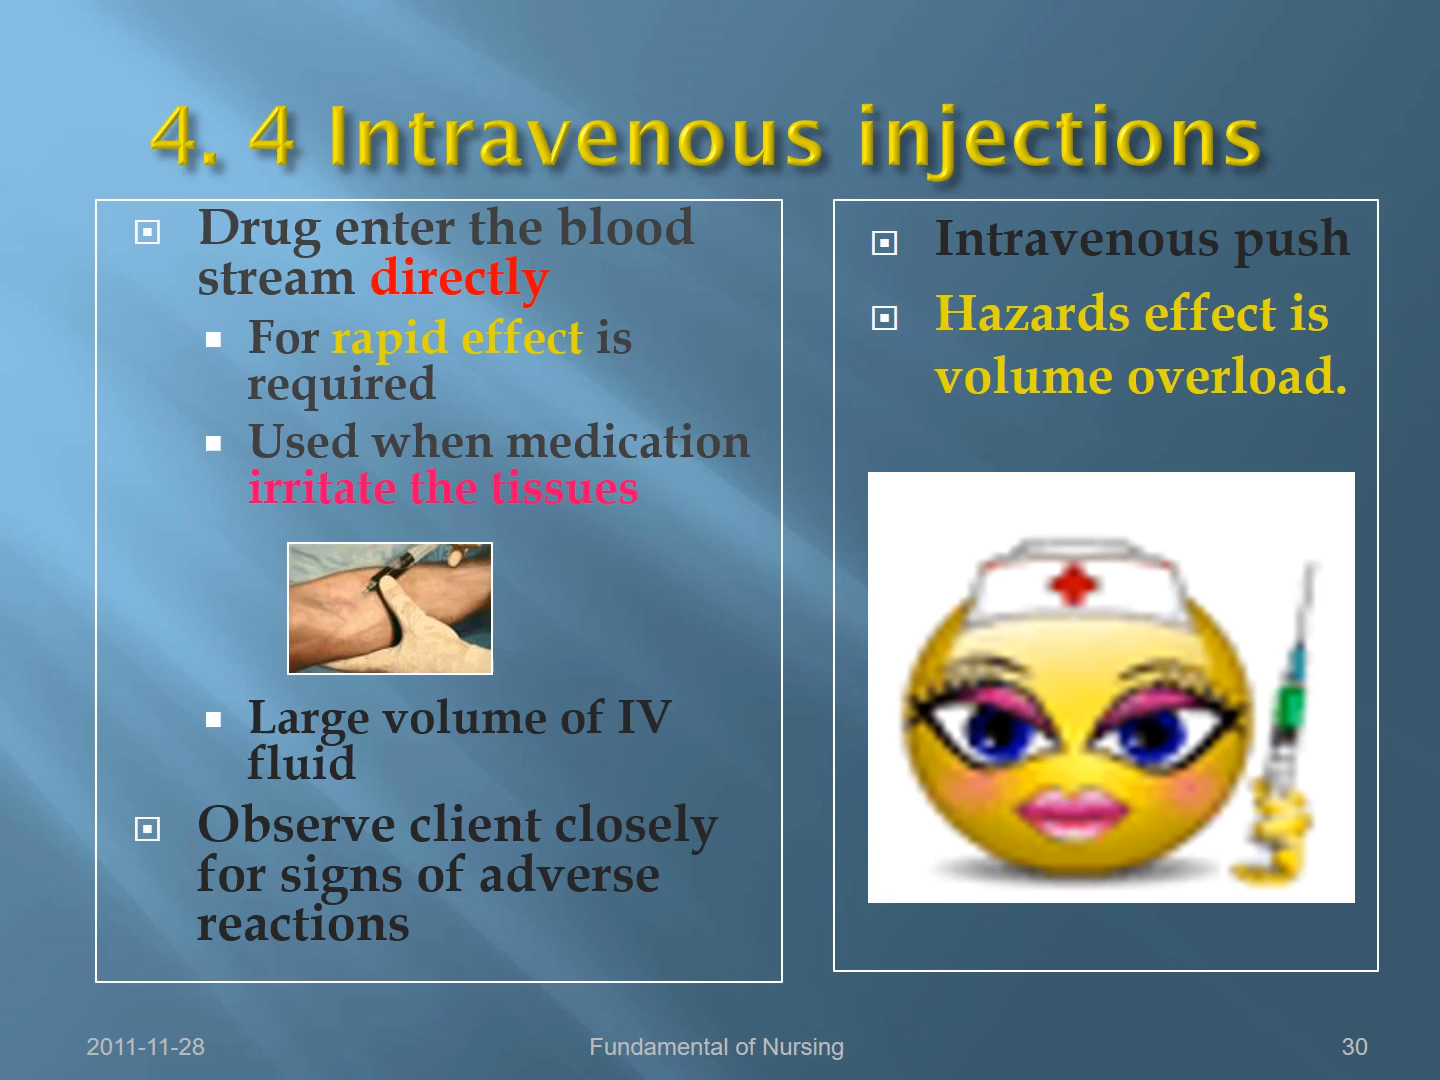 4. 4 Intravenous injections
Drug enter the blood
stream directly
For rapid effect is
required
Used when medication
irritate the tissues
Large volume of IV
fluid
Observe client closely
for signs of adverse
reactions
Intravenous push
Hazards effect is
volume overload.
2011-11-28
Fundamental of Nursing
30